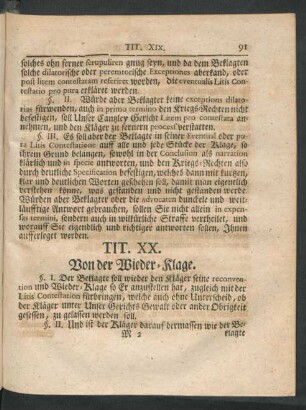 TIT. XIX. 91
solches ohn ferner scrupuliren gnug seyn, und da dem Beklagten
solche dilatorische oder peremtorische Exceptiones aberkand, oder
post litem contestatam reserviret worden, die eventualis Litis Con-
testatio pro pura erkläret werden.
§. II. Würde aber Beklagter seine exceptiones dilato-
rias fürwenden, auch in primo termino den Kriegs-Rechten nicht
befestigen, soll Unser Cantzley Gericht Litem pro contestata an-
nehmen, und den Kläger zu fernern process verstatten.
§. III. Es soll aber der Beklagte in seiner Eventual oder pu-
ra Litis Contestatione auff alle und jede Stücke der Klage, so
ihrem Grund belangen, sowohl in der Conclusion als narration
klärlich und in specie antworten, und den Kriegs-Rechten also
durch deutliche Specification befestigen, welches dann mit kurtzen,
klar und deutlichen Worten geschehen soll, damit man eigentlich
verstehen könne, was gestanden und nicht gestanden werde.
Würden aber Beklagter oder die advocaten dunckele und weit-
läufftige Antwort gebrauchen, sollen Sie nicht allein in expen-
sis termini, sondern auch in willkürliche Straffe vertheilet, und
worauff Sie eigendlich und richtiger antworten sollen, Ihnen
aufferleget werden.
TIT. XX.
Von der Wieder-Klage.
§. I. Der Beklagte soll wieder den Kläger seine reconven-
tion und Wieder-Klage so Er anzustellen hat, zugleich mit der
Litis Contestation fürbringen, welche auch ohne Unterscheid, ob
der Kläger unter Unser Gerichts Gewalt oder ander Obrigkeit
gesessen, zu gelassen werden soll.
§. II. Und ist der Kläger darauf dermassen wie der Be-
M 2 klagte